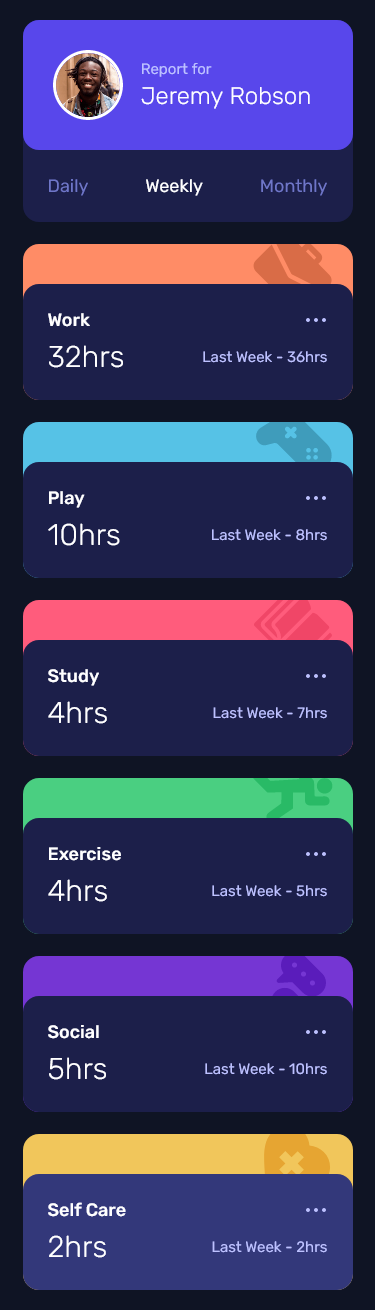 Report for
Jeremy Robson
Daily Weekly Monthly
Work
32hrs Last Week - 36hrs
Play
10hrs Last Week - 8hrs
Study
4hrs Last Week - 7hrs
Exercise
4hrs Last Week - 5hrs
Social
5hrs Last Week - 10hrs
Self Care
2hrs Last Week - 2hrs